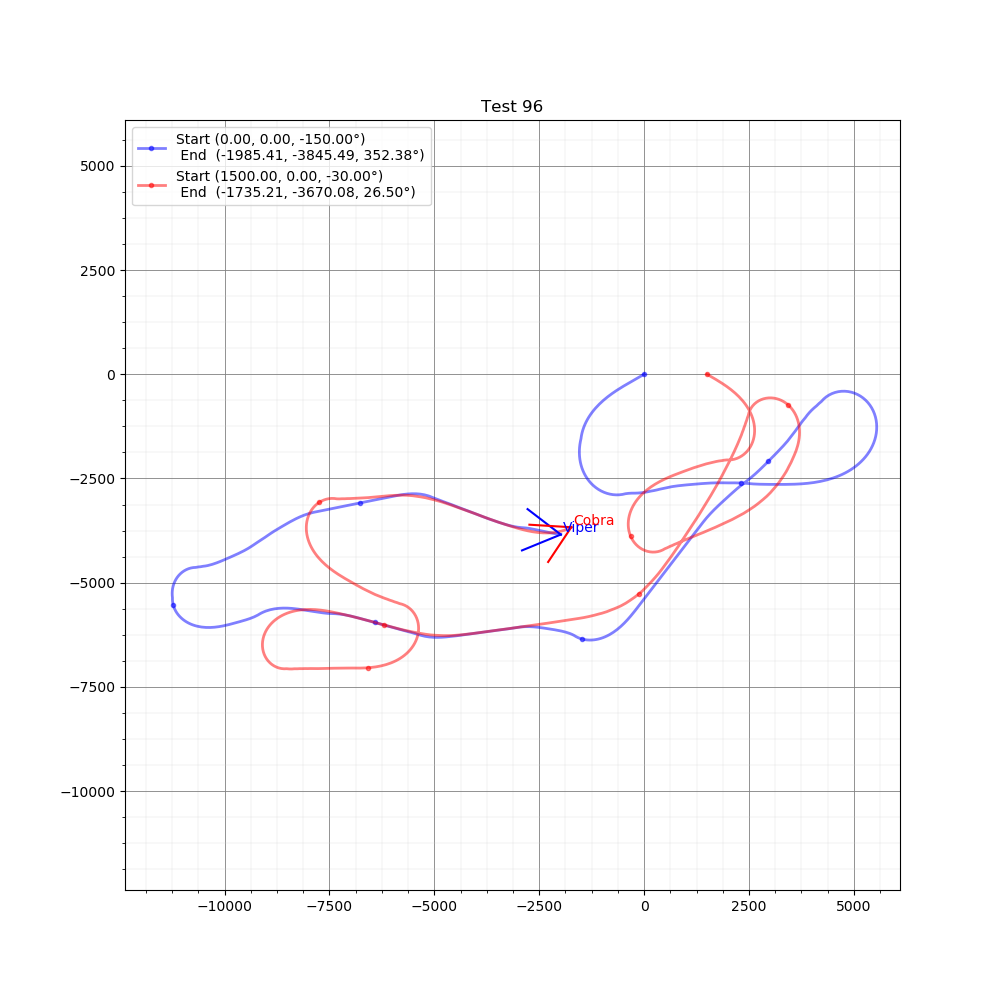 Test 96
Start (0.00, 0.00, -150.00°)
End  (-1985.41, -3845.49, 352.38°)
Start (1500.00, 0.00, -30.00°)
End  (-1735.21, -3670.08, 26.50°)
5000
2500
0
−2500
−5000
−7500
−10000
Cobra
Viper
−10000
−7500
−5000
−2500
0
2500
5000